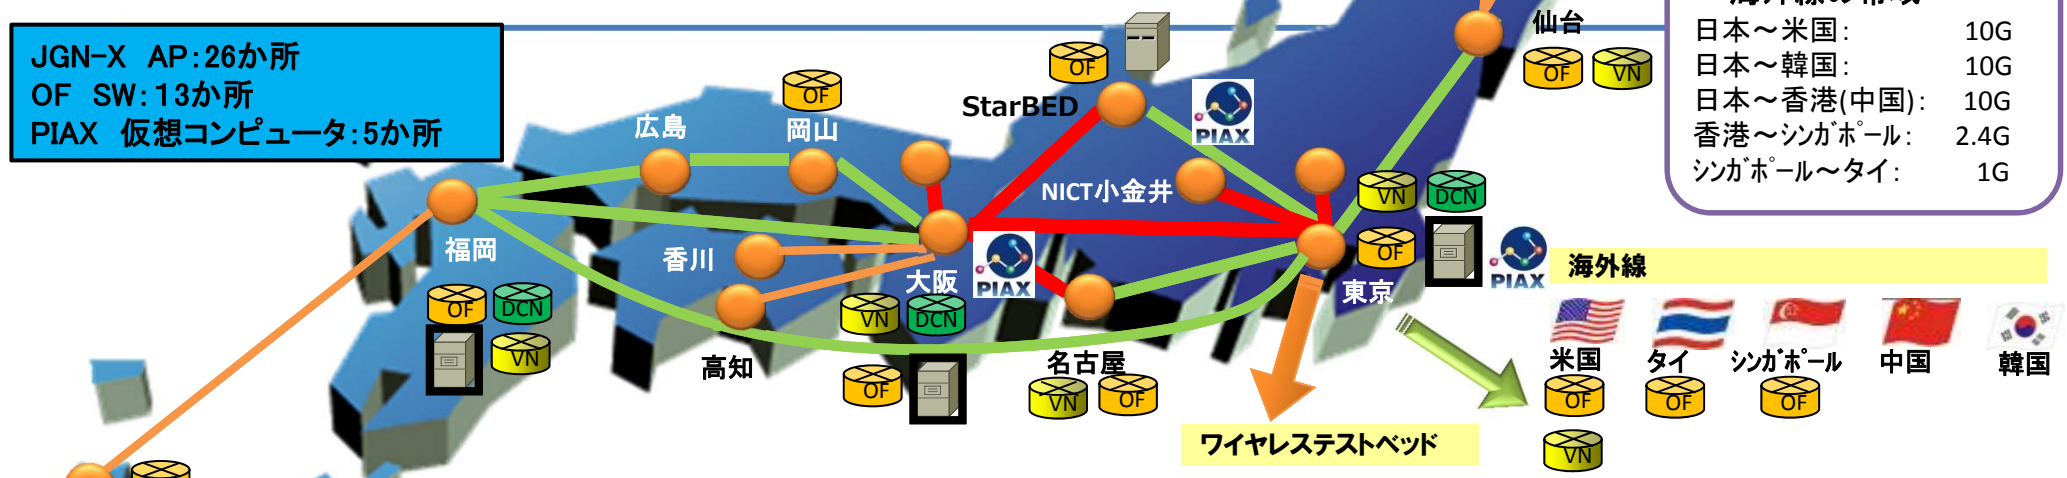 JGN-X AP:26か所
OF SW:13か所
PIAX 仮想コンピュータ:5か所
仙台
OF
VN
日本~米国: 10G
日本~韓国: 10G
日本~香港(中国): 10G
香港~シンガポール: 2.4G
シンガポール~タイ: 1G
OF
StarBED
PIAX
広島
岡山
OF
NICT小金井
VN
DCN
OF
PIAX
東京
福岡
OF
DCN
VN
香川
高知
大阪
PIAX
VN
DCN
OF
名古屋
VN
OF
ワイヤレステストベッド
海外線
米国
タイ
シンガポール
中国
韓国
OF
OF
OF
VN